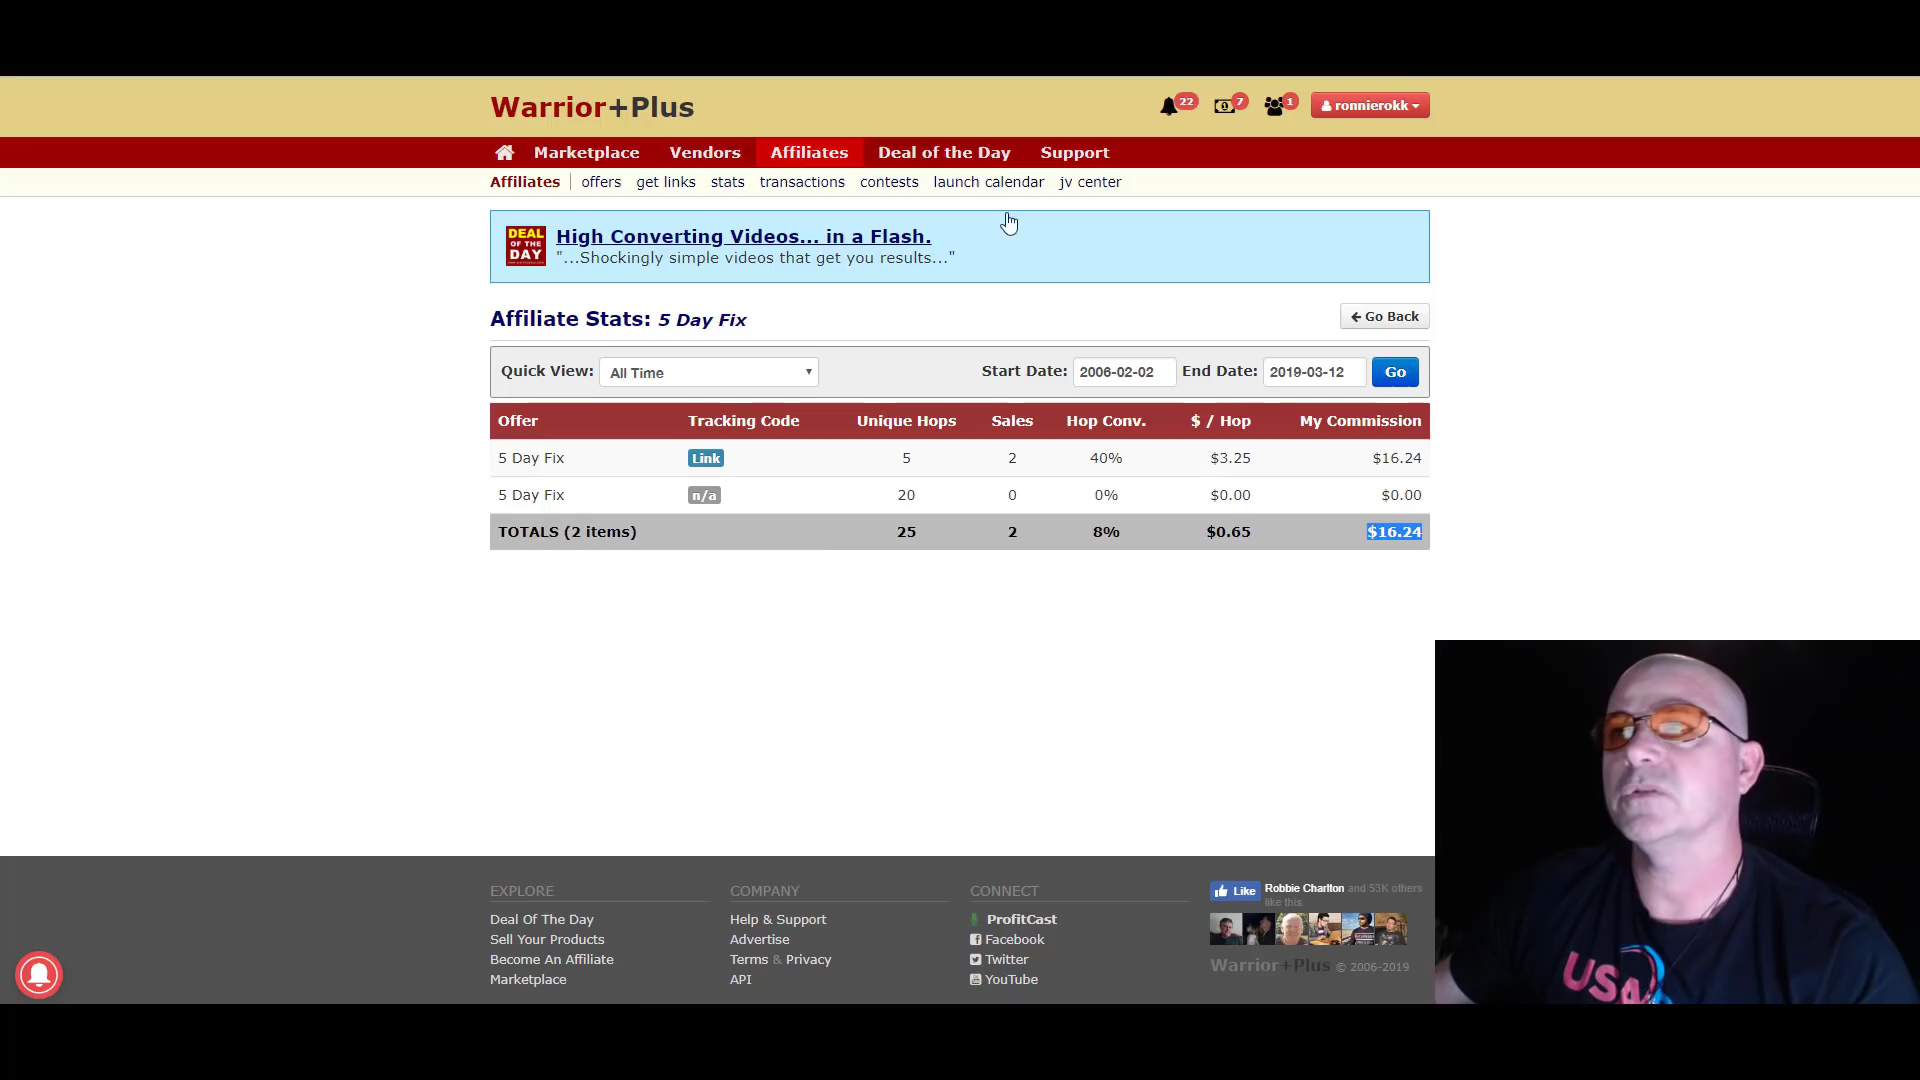 Warrior+Plus
22
7
1
ronnierokk
Marketplace
Vendors
Affiliates
Deal of the Day
Support
Affiliates
offers
get links
stats
transactions
contests
launch calendar
jv center
DEAL
OF THE
DAY
High Converting Videos... in a Flash.
"...Shockingly simple videos that get you results..."
Affiliate Stats: 5 Day Fix
Go Back
Quick View: All Time
Start Date: 2006-02-02 End Date: 2019-03-12 Go
Offer Tracking Code Unique Hops Sales Hop Conv. $ / Hop My Commission
5 Day Fix Link 5 2 40% $3.25 $16.24
5 Day Fix n/a 20 0 0% $0.00 $0.00
TOTALS (2 items) 25 2 8% $0.65 $16.24
EXPLORE
Deal Of The Day
Sell Your Products
Become An Affiliate
Marketplace
COMPANY
Help & Support
Advertise
Terms & Privacy
API
CONNECT
ProfitCast
Facebook
Twitter
YouTube
Like
Robbie Charlton and 53K others
like this.
Warrior+Plus © 2006-2019
USA